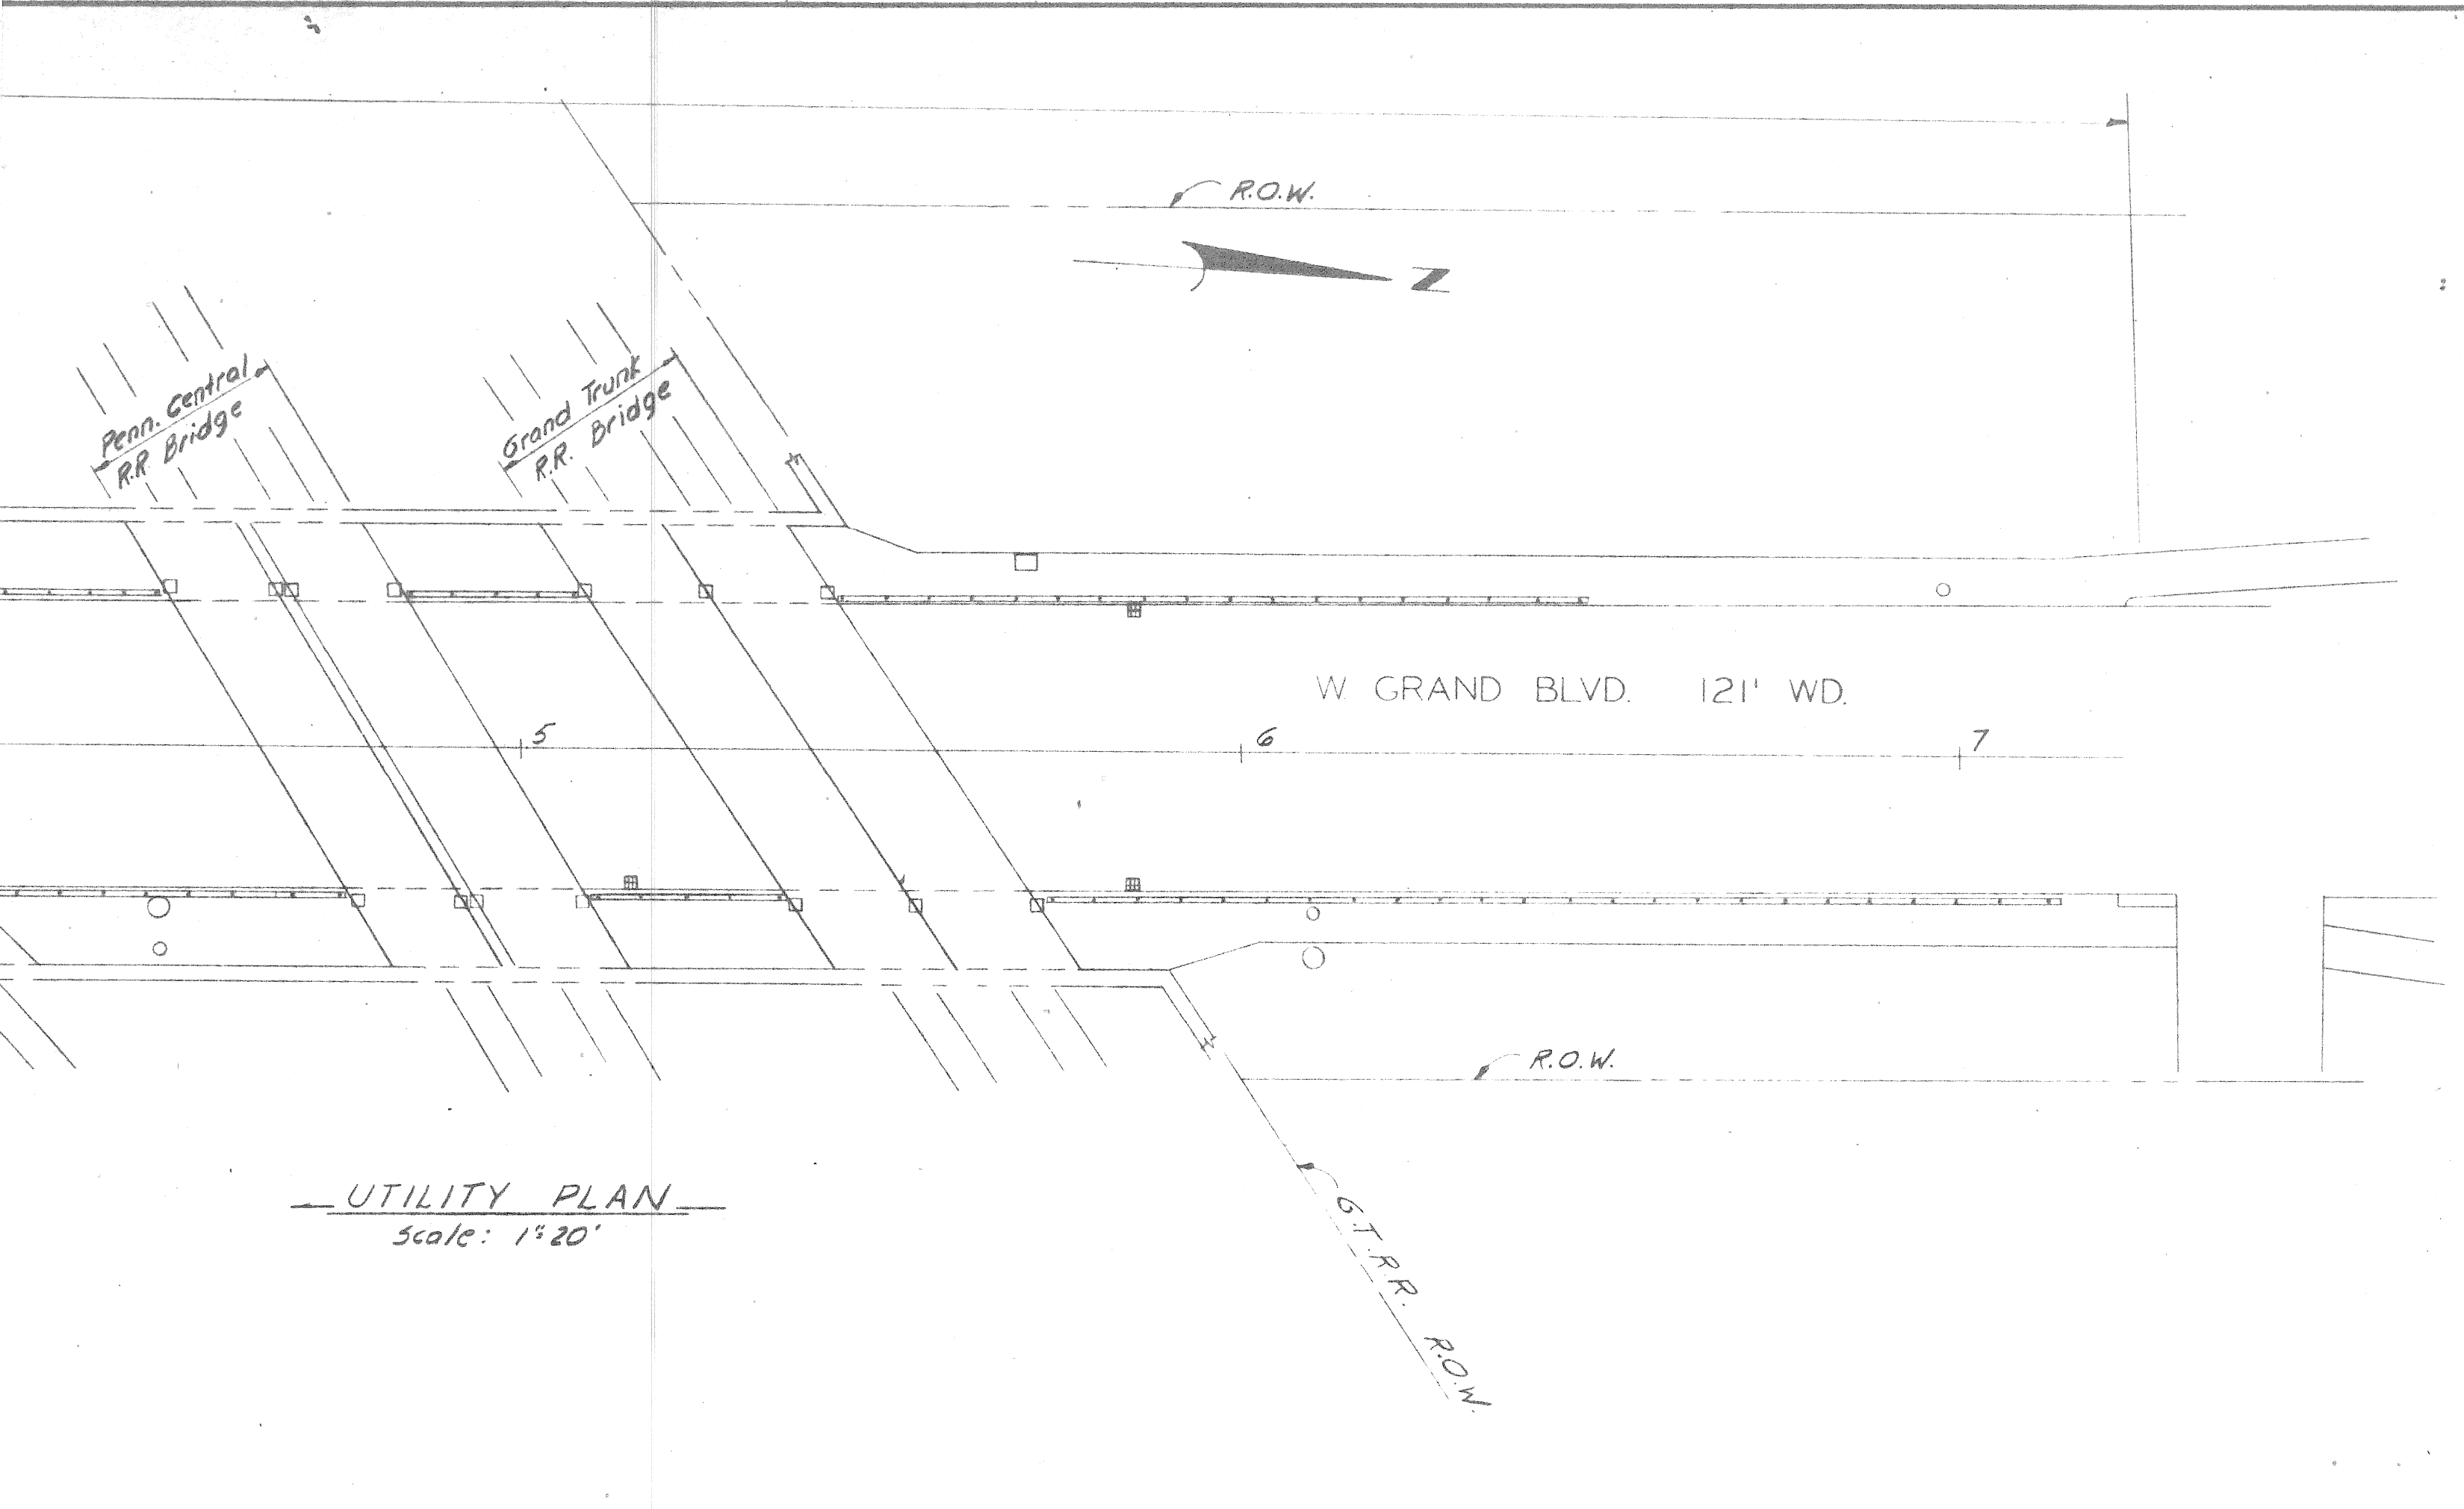 R.O.W.
N
Penn. Central
R.R. Bridge
Grand Trunk
R.R. Bridge
W. GRAND BLVD. 121' WD.
5
6
7
R.O.W.
UTILITY PLAN
Scale: 1"=20'
G.T.R.R. R.O.W.